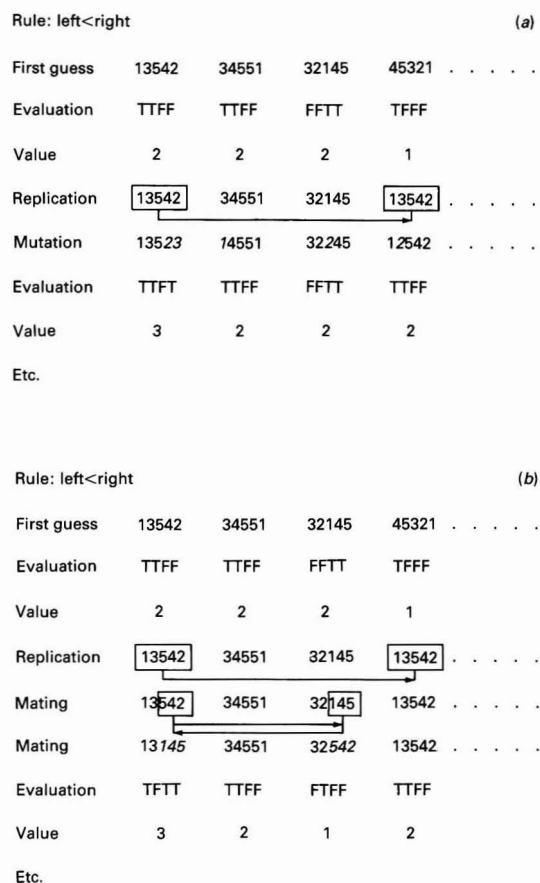 Rule: left<right (a)
First guess 13542 34551 32145 45321 . . . . .
Evaluation TTFF TTFF FFTT TFFF
Value 2 2 2 1
Replication 13542 34551 32145 13542 . . . . .
Mutation 13523 14551 32245 12542 . . . . .
Evaluation TTFT TTFF FFTT TTFF
Value 3 2 2 2
Etc.
Rule: left<right (b)
First guess 13542 34551 32145 45321 . . . . .
Evaluation TTFF TTFF FFTT TFFF
Value 2 2 2 1
Replication 13542 34551 32145 13542 . . . . .
Mating 13542 34551 32145 13542 . . . . .
Mating 13145 34551 32542 13542 . . . . .
Evaluation TFTT TTFF FTFF TTFF
Value 3 2 1 2
Etc.